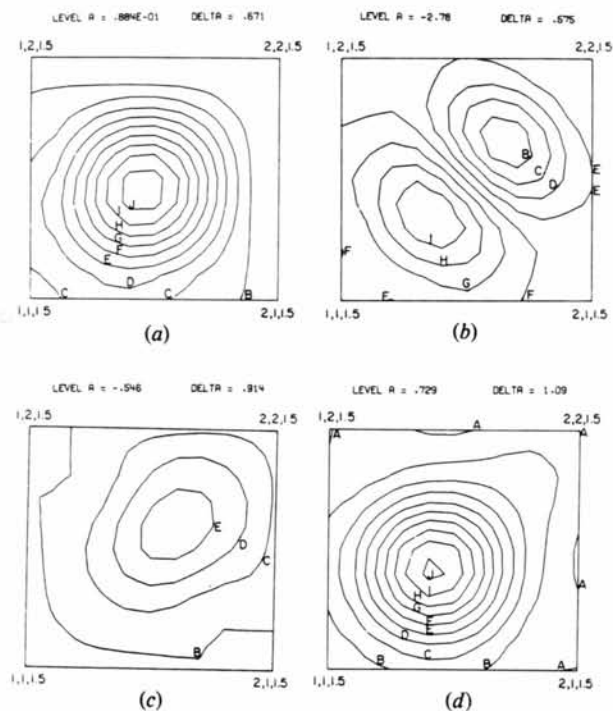 LEVEL A = .884E-01 DELTA = .671
LEVEL A = -2.78 DELTA = .575
1,2,1.5 2,2,1.5
1,2,1.5 2,2,1.5
J
I
H
G
F
E
D
C
C
B
1,1,1.5 2,1,1.5
(a)
B
C
D
E
E
I
H
G
F
F
F
1,1,1.5 2,1,1.5
(b)
LEVEL A = -.546 DELTA = .914
LEVEL A = .729 DELTA = 1.09
1,2,1.5 2,2,1.5
1,2,1.5 2,2,1.5
E
D
C
B
1,1,1.5 2,1,1.5
(c)
A
A
A
J
I
H
G
F
E
D
C
B
B
A
A
1,1,1.5 2,1,1.5
(d)